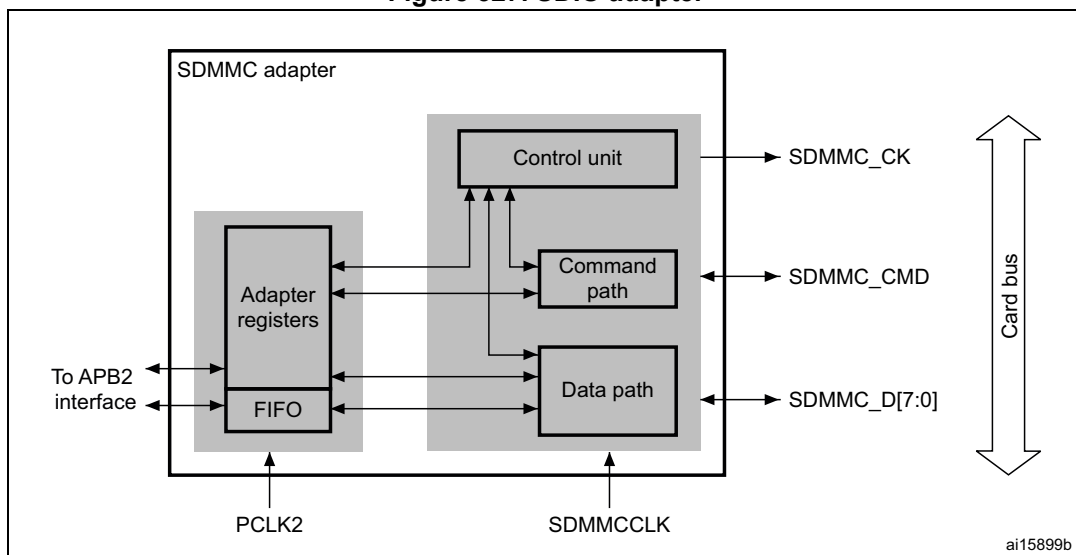 SDMMC adapter
Control unit
SDMMC_CK
Command
path
SDMMC_CMD
Adapter
registers
Data path
SDMMC_D[7:0]
To APB2
interface
FIFO
Card bus
PCLK2
SDMMCCLK
ai15899b